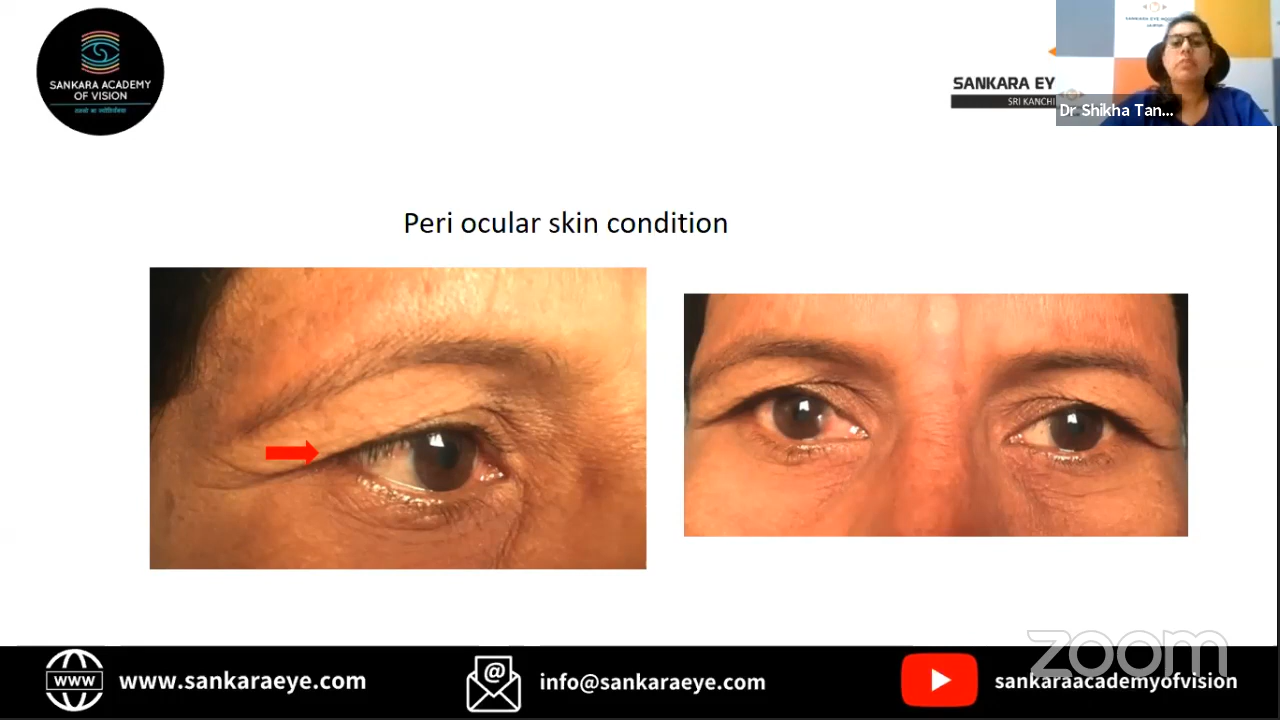 SANKARA ACADEMY
OF VISION
SANKARA EY
SRI KANCHI
Dr Shikha Tan...
Peri ocular skin condition
zoom
www
www.sankaraeye.com
@
info@sankaraeye.com
sankaraacademyofvision